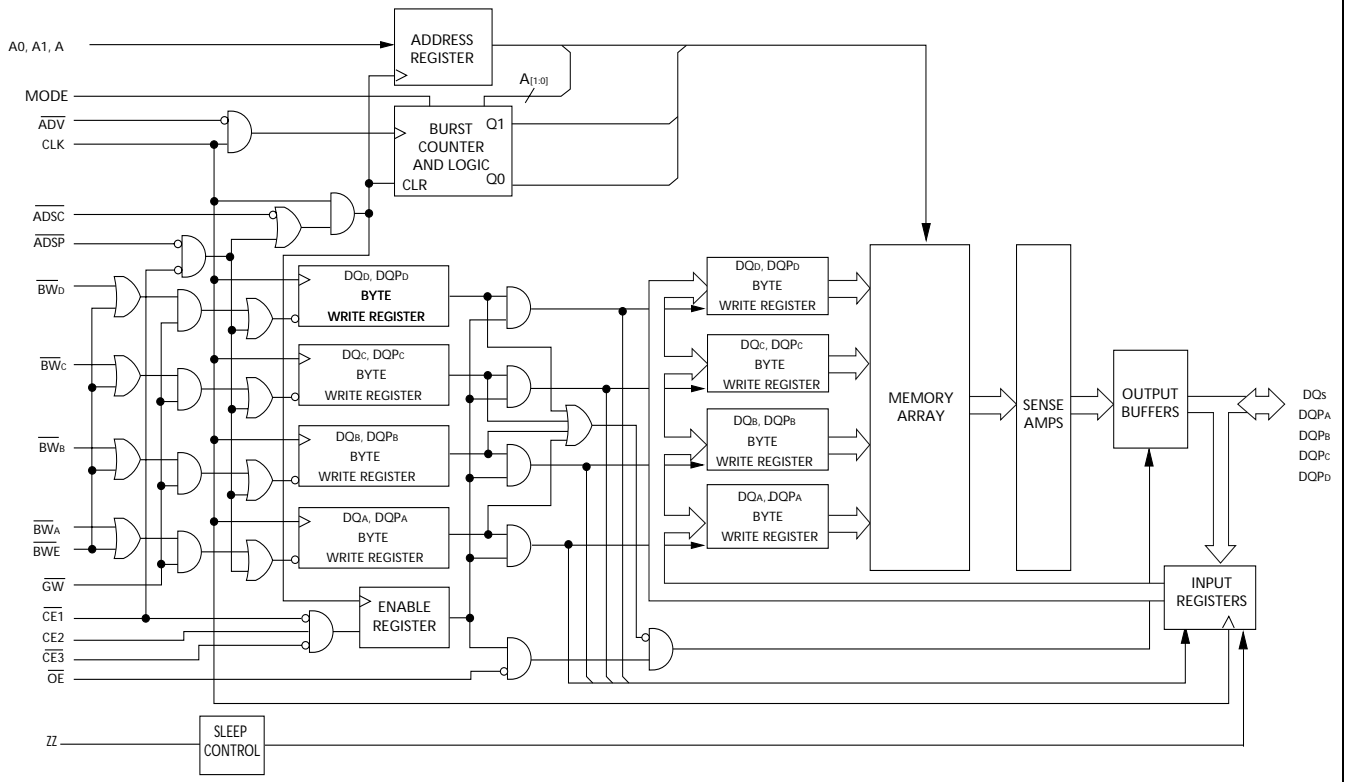 A0, A1, A
ADDRESS
REGISTER
A[1:0]
MODE
ADV
CLK
BURST
COUNTER
AND LOGIC
CLR
Q1
Q0
ADSC
ADSP
BWD
BWC
BWB
BWA
BWE
GW
CE1
CE2
CE3
OE
ZZ
DQD, DQPD
BYTE
WRITE REGISTER
DQC, DQPC
BYTE
WRITE REGISTER
DQB, DQPB
BYTE
WRITE REGISTER
DQA, DQPA
BYTE
WRITE REGISTER
ENABLE
REGISTER
SLEEP
CONTROL
DQD, DQPD
BYTE
WRITE REGISTER
DQC, DQPC
BYTE
WRITE REGISTER
DQB, DQPB
BYTE
WRITE REGISTER
DQA, DQPA
BYTE
WRITE REGISTER
MEMORY
ARRAY
SENSE
AMPS
OUTPUT
BUFFERS
INPUT
REGISTERS
DQs
DQPA
DQPB
DQPC
DQPD